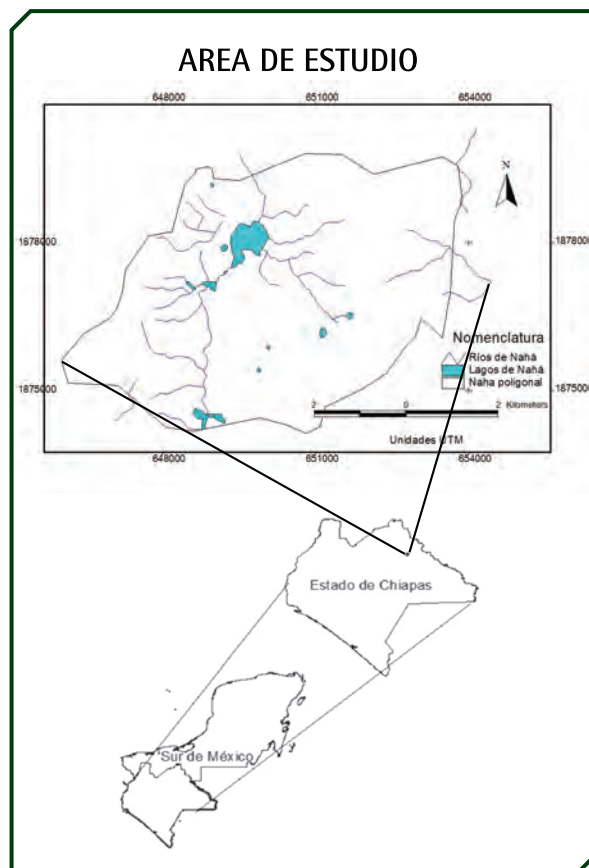 AREA DE ESTUDIO
648000 651000 654000
N
1878000 1878000
Nomenclatura
Ríos de Nahá
Lagos de Nahá
Naha poligonal
1875000 1875000
2 0 2 Kilometers
Unidades UTM
648000 651000 654000
Estado de Chiapas
Sur de México